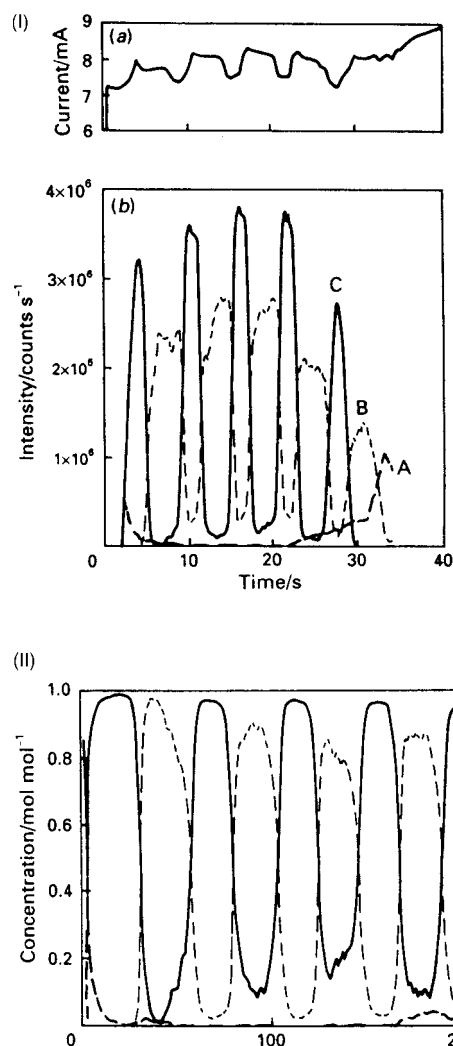 (I)
(a)
Current/mA
9
8
7
6
(b)
Intensity/counts s⁻¹
4×10⁶
3×10⁶
2×10⁶
1×10⁶
C
B
A
0
10
20
30
40
Time/s
(II)
Concentration/mol mol⁻¹
1.0
0.8
0.6
0.4
0.2
0
100
2